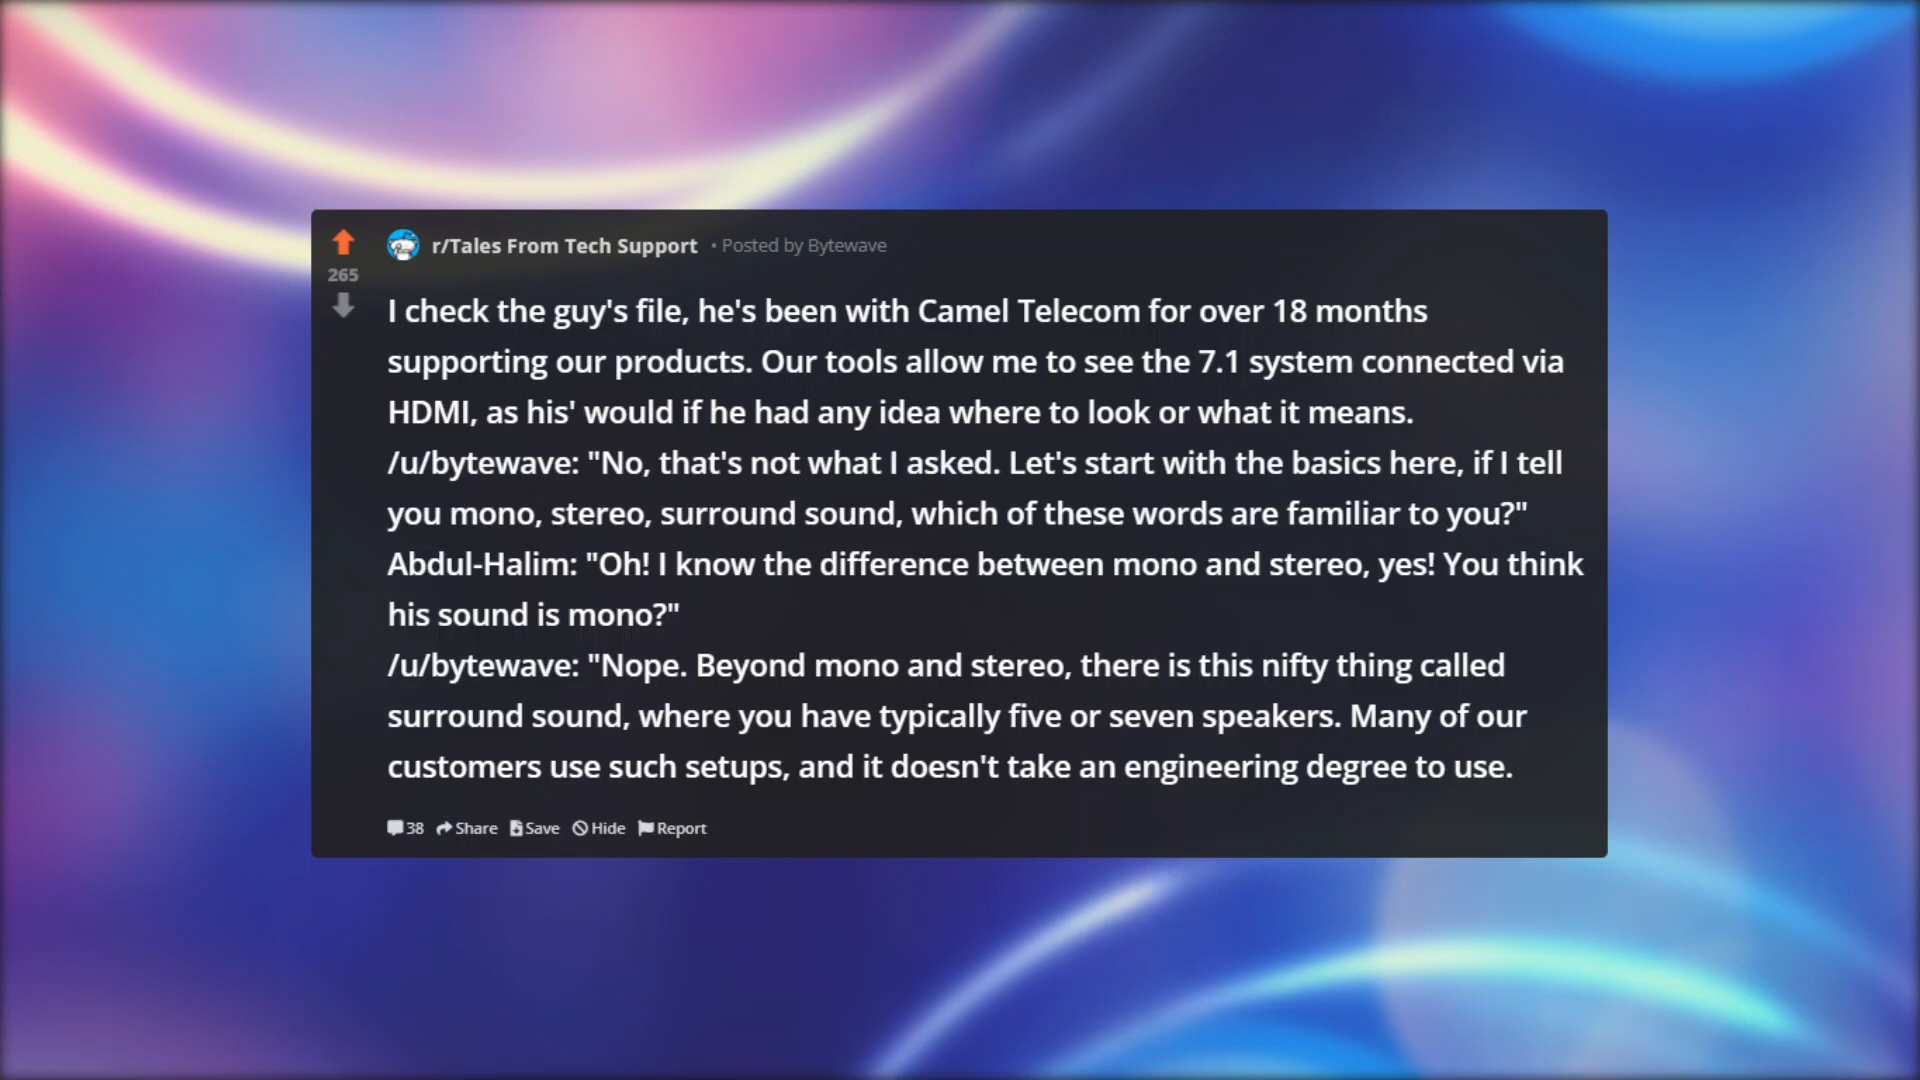 r/Tales From Tech Support • Posted by Bytewave
265
I check the guy's file, he's been with Camel Telecom for over 18 months
supporting our products. Our tools allow me to see the 7.1 system connected via
HDMI, as his' would if he had any idea where to look or what it means.
/u/bytewave: "No, that's not what I asked. Let's start with the basics here, if I tell
you mono, stereo, surround sound, which of these words are familiar to you?"
Abdul-Halim: "Oh! I know the difference between mono and stereo, yes! You think
his sound is mono?"
/u/bytewave: "Nope. Beyond mono and stereo, there is this nifty thing called
surround sound, where you have typically five or seven speakers. Many of our
customers use such setups, and it doesn't take an engineering degree to use.
38 Share Save Hide Report